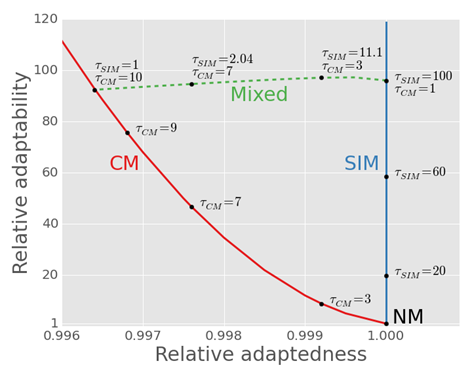 120
100
80
60
40
20
1
Relative adaptability
τSIM=1
τCM=10
τSIM=2.04
τCM=7
τSIM=11.1
τCM=3
τSIM=100
τCM=1
Mixed
τCM=9
CM
SIM
τSIM=60
τCM=7
τSIM=20
τCM=3
NM
0.996
0.997
0.998
0.999
1.000
Relative adaptedness